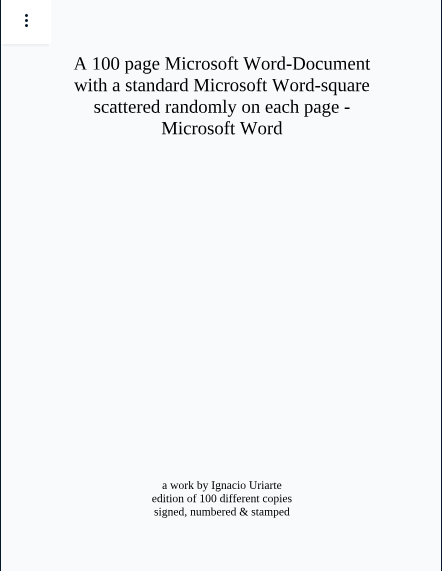 A 100 page Microsoft Word-Document
with a standard Microsoft Word-square
scattered randomly on each page -
Microsoft Word
a work by Ignacio Uriarte
edition of 100 different copies
signed, numbered & stamped